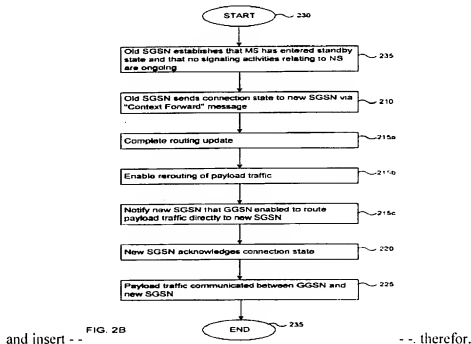 START
230
Old SGSN establishes that MS has entered standby
state and that no signaling activities relating to NS
are ongoing
235
Old SGSN sends connection state to new SGSN via
"Context Forward" message
210
Complete routing update
215a
Enable rerouting of payload traffic
215b
Notify new SGSN that GGSN enabled to route
payload traffic directly to new SGSN
215c
New SGSN acknowledges connection state
220
Payload traffic communicated between GGSN and
new SGSN
225
END
235
and insert - - FIG. 2B - -. therefor.